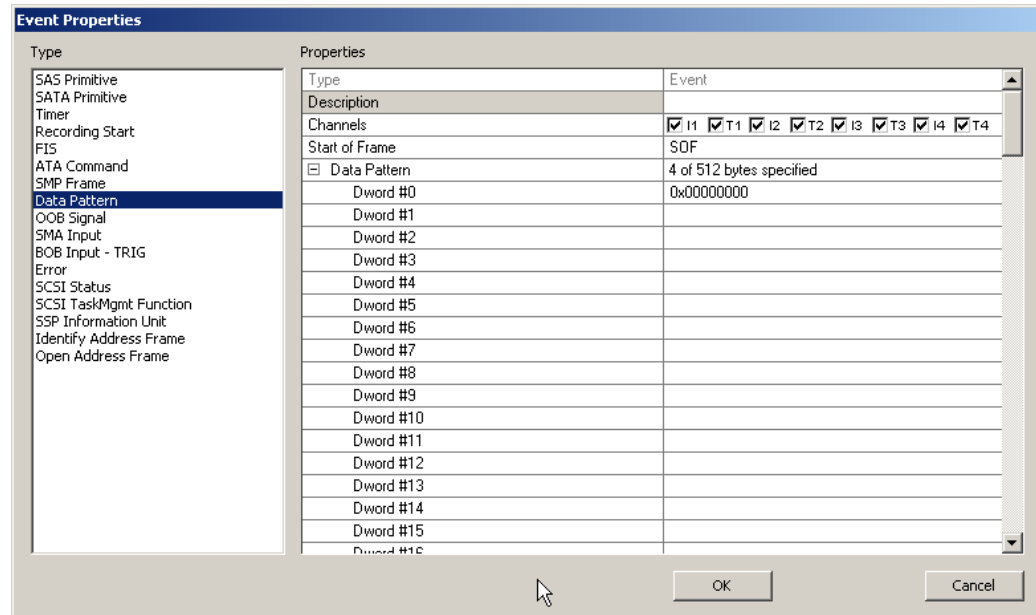 Event Properties
Type
Properties
SAS Primitive
SATA Primitive
Timer
Recording Start
FIS
ATA Command
SMP Frame
Data Pattern
OOB Signal
SMA Input
BOB Input - TRIG
Error
SCSI Status
SCSI TaskMgmt Function
SSP Information Unit
Identify Address Frame
Open Address Frame
Type Event
Description
Channels I1 T1 I2 T2 I3 T3 I4 T4
Start of Frame SOF
Data Pattern 4 of 512 bytes specified
Dword #0 0x00000000
Dword #1
Dword #2
Dword #3
Dword #4
Dword #5
Dword #6
Dword #7
Dword #8
Dword #9
Dword #10
Dword #11
Dword #12
Dword #13
Dword #14
Dword #15
Dword #16
OK Cancel